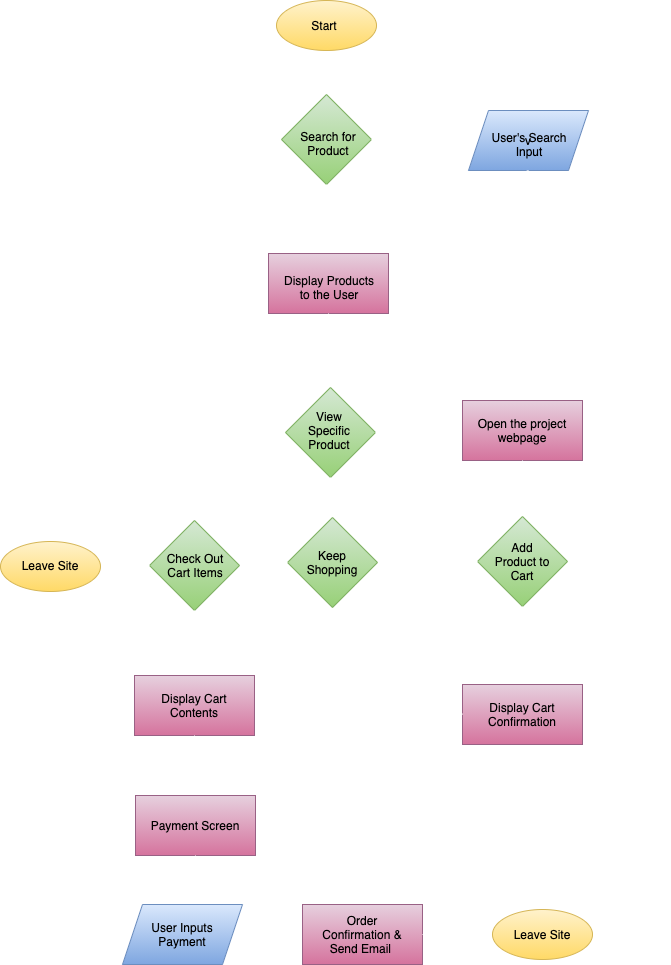 Start
Search for
Product
User's Search
Input
Display Products
to the User
View
Specific
Product
Open the project
webpage
Leave Site
Check Out
Cart Items
Keep
Shopping
Add
Product to
Cart
Display Cart
Contents
Display Cart
Confirmation
Payment Screen
User Inputs
Payment
Order
Confirmation &
Send Email
Leave Site